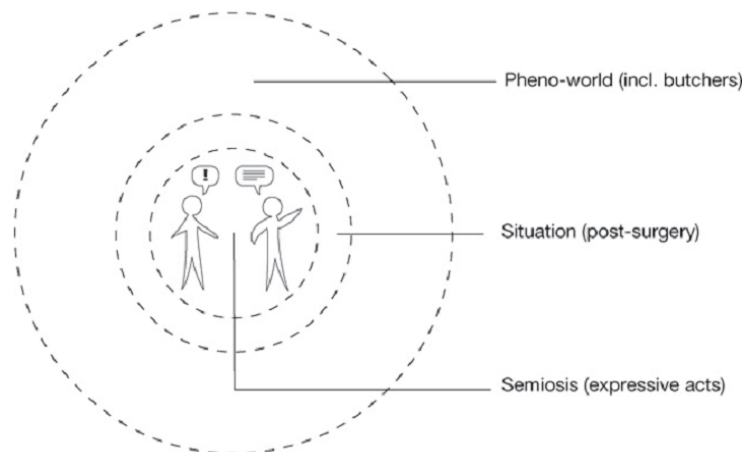 Pheno-world (incl. butchers)
!
Situation (post-surgery)
Semiosis (expressive acts)